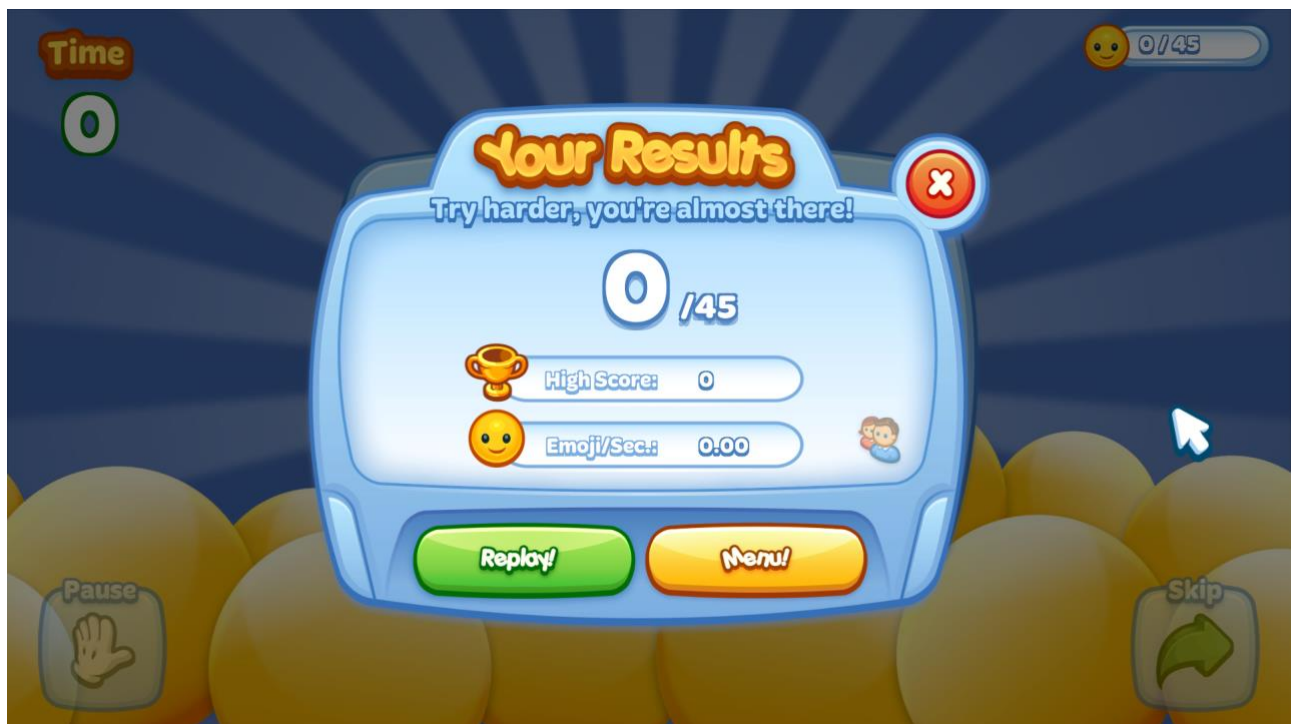 Time
0
0/45
Your Results
Try harder, you're almost there!
0 /45
High Score: 0
Emoji/Sec.: 0.00
Replay! Menu!
Pause
Skip